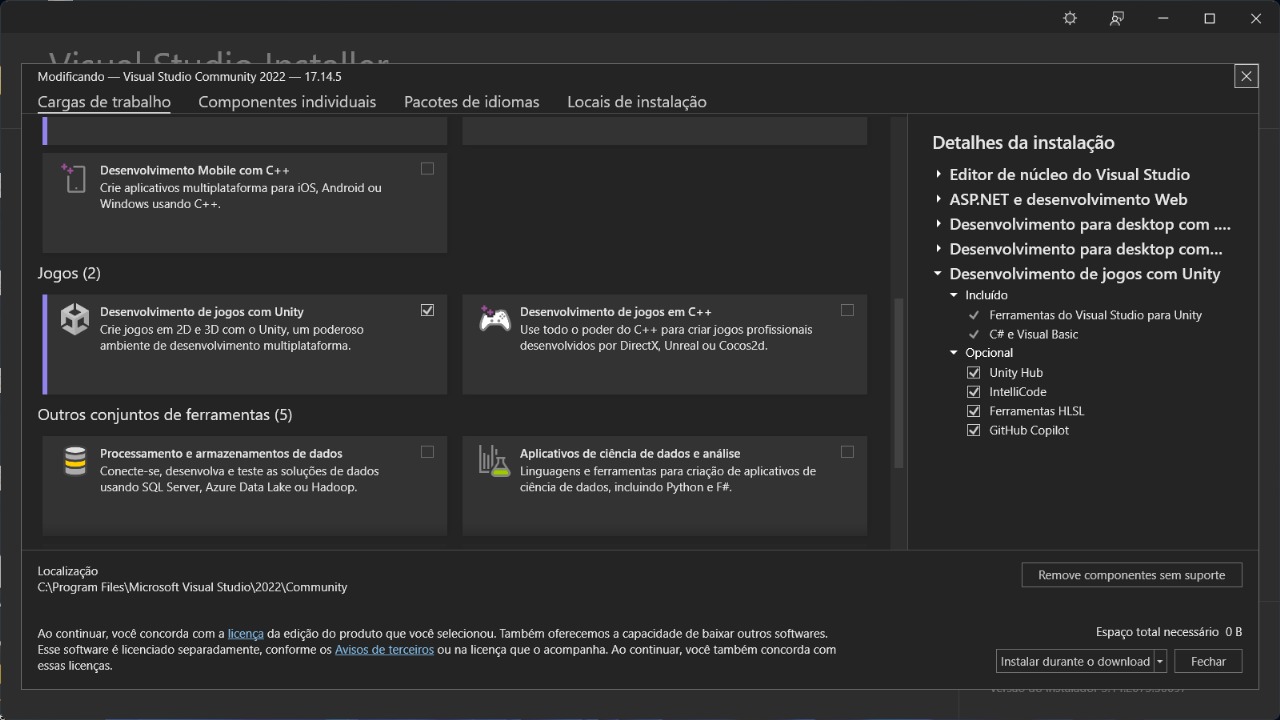 Visual Studio Installer
Modificando — Visual Studio Community 2022 — 17.14.5
Cargas de trabalho
Componentes individuais
Pacotes de idiomas
Locais de instalação
Desenvolvimento Mobile com C++
Crie aplicativos multiplataforma para iOS, Android ou
Windows usando C++.
Jogos (2)
Desenvolvimento de jogos com Unity
Crie jogos em 2D e 3D com o Unity, um poderoso
ambiente de desenvolvimento multiplataforma.
Desenvolvimento de jogos em C++
Use todo o poder do C++ para criar jogos profissionais
desenvolvidos por DirectX, Unreal ou Cocos2d.
Outros conjuntos de ferramentas (5)
Processamento e armazenamentos de dados
Conecte-se, desenvolva e teste as soluções de dados
usando SQL Server, Azure Data Lake ou Hadoop.
Aplicativos de ciência de dados e análise
Linguagens e ferramentas para criação de aplicativos de
ciência de dados, incluindo Python e F#.
Detalhes da instalação
Editor de núcleo do Visual Studio
ASP.NET e desenvolvimento Web
Desenvolvimento para desktop com ....
Desenvolvimento para desktop com...
Desenvolvimento de jogos com Unity
Incluído
Ferramentas do Visual Studio para Unity
C# e Visual Basic
Opcional
Unity Hub
IntelliCode
Ferramentas HLSL
GitHub Copilot
Localização
C:\Program Files\Microsoft Visual Studio\2022\Community
Remove componentes sem suporte
Ao continuar, você concorda com a licença da edição do produto que você selecionou. Também oferecemos a capacidade de baixar outros softwares.
Esse software é licenciado separadamente, conforme os Avisos de terceiros ou na licença que o acompanha. Ao continuar, você também concorda com
essas licenças.
Espaço total necessário 0 B
Instalar durante o download
Fechar